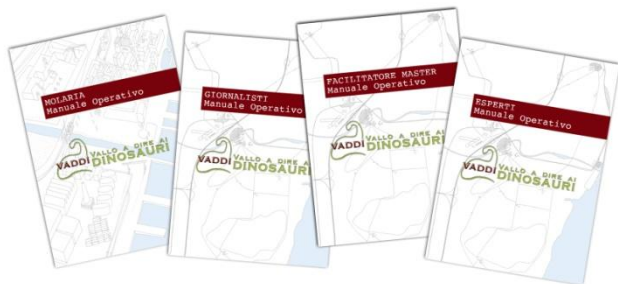 MOLARIA
Manuale Operativo
VADDI VALLO A DIRE AI
DINOSAURI
GIORNALISTI
Manuale Operativo
VADDI VALLO A DIRE AI
DINOSAURI
FACILITATORE MASTER
Manuale Operativo
VADDI VALLO A DIRE AI
DINOSAURI
ESPERTI
Manuale Operativo
VADDI VALLO A DIRE AI
DINOSAURI